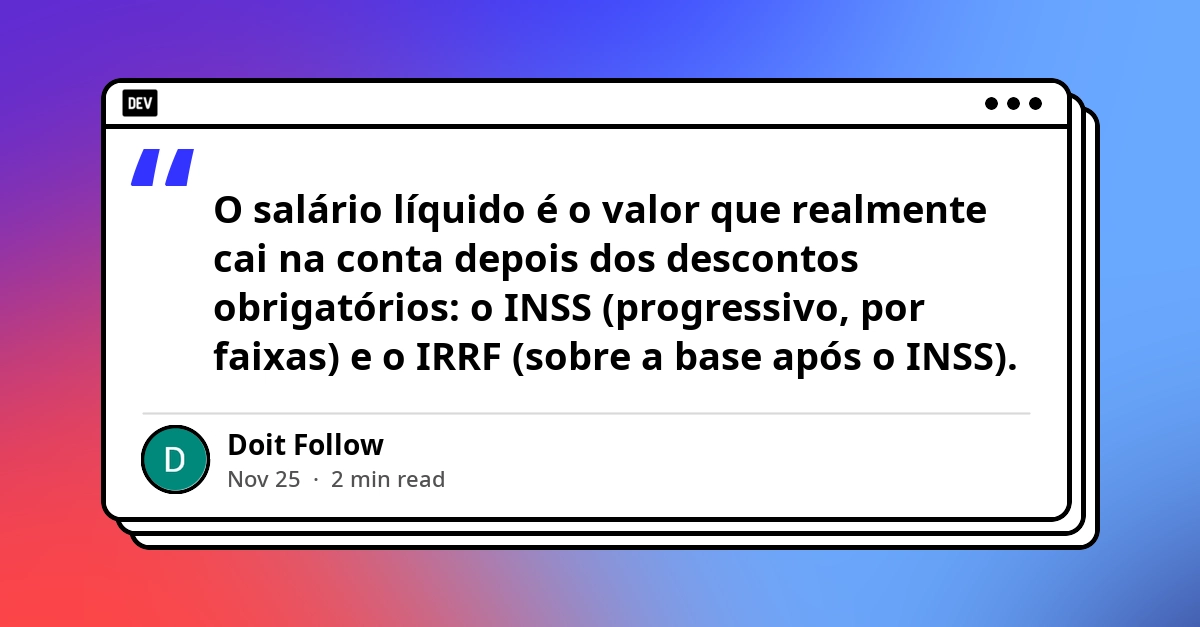 DEV
“
O salário líquido é o valor que realmente
cai na conta depois dos descontos
obrigatórios: o INSS (progressivo, por
faixas) e o IRRF (sobre a base após o INSS).
D
Doit Follow
Nov 25 · 2 min read